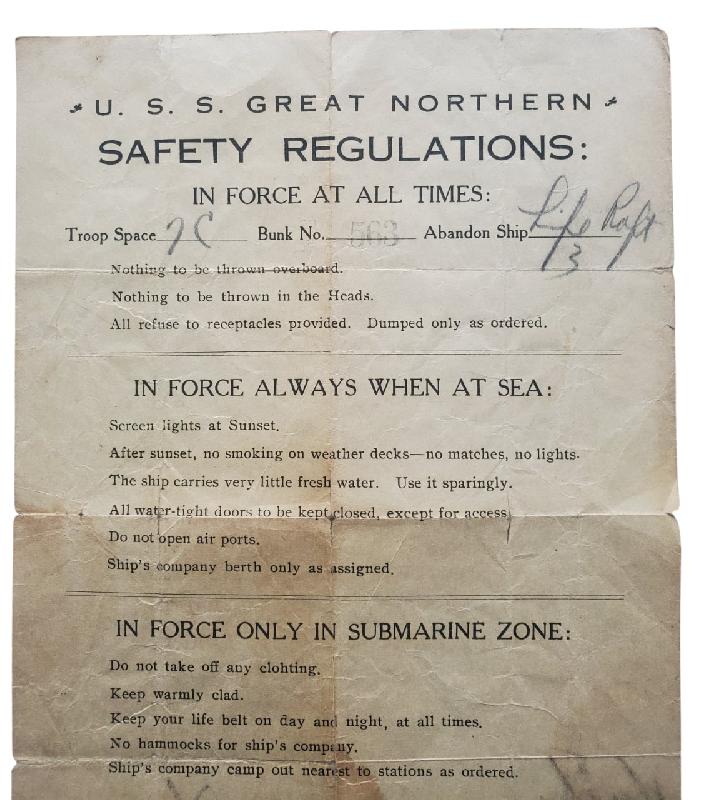 U. S. S. GREAT NORTHERN
SAFETY REGULATIONS:
IN FORCE AT ALL TIMES:
Troop Space 7C Bunk No. 563 Abandon Ship Life Raft
3
Nothing to be thrown overboard.
Nothing to be thrown in the Heads.
All refuse to receptacles provided. Dumped only as ordered.
IN FORCE ALWAYS WHEN AT SEA:
Screen lights at Sunset.
After sunset, no smoking on weather decks—no matches, no lights.
The ship carries very little fresh water. Use it sparingly.
All water-tight doors to be kept closed, except for access.
Do not open air ports.
Ship's company berth only as assigned.
IN FORCE ONLY IN SUBMARINE ZONE:
Do not take off any clohting.
Keep warmly clad.
Keep your life belt on day and night, at all times.
No hammocks for ship's company.
Ship's company camp out nearest to stations as ordered.